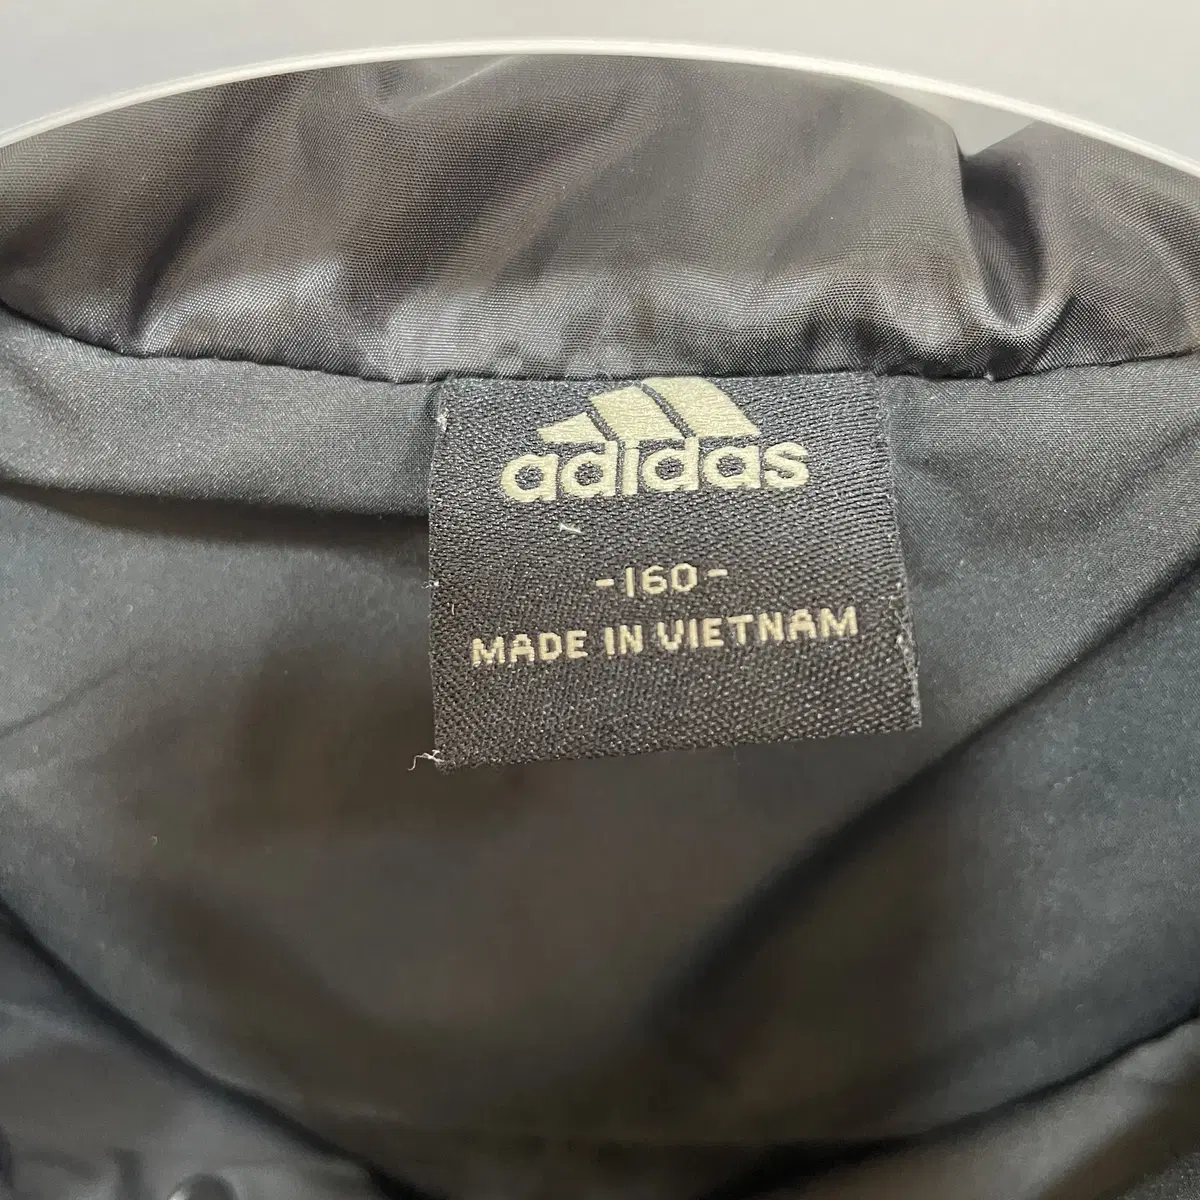 adidas
-160-
MADE IN VIETNAM